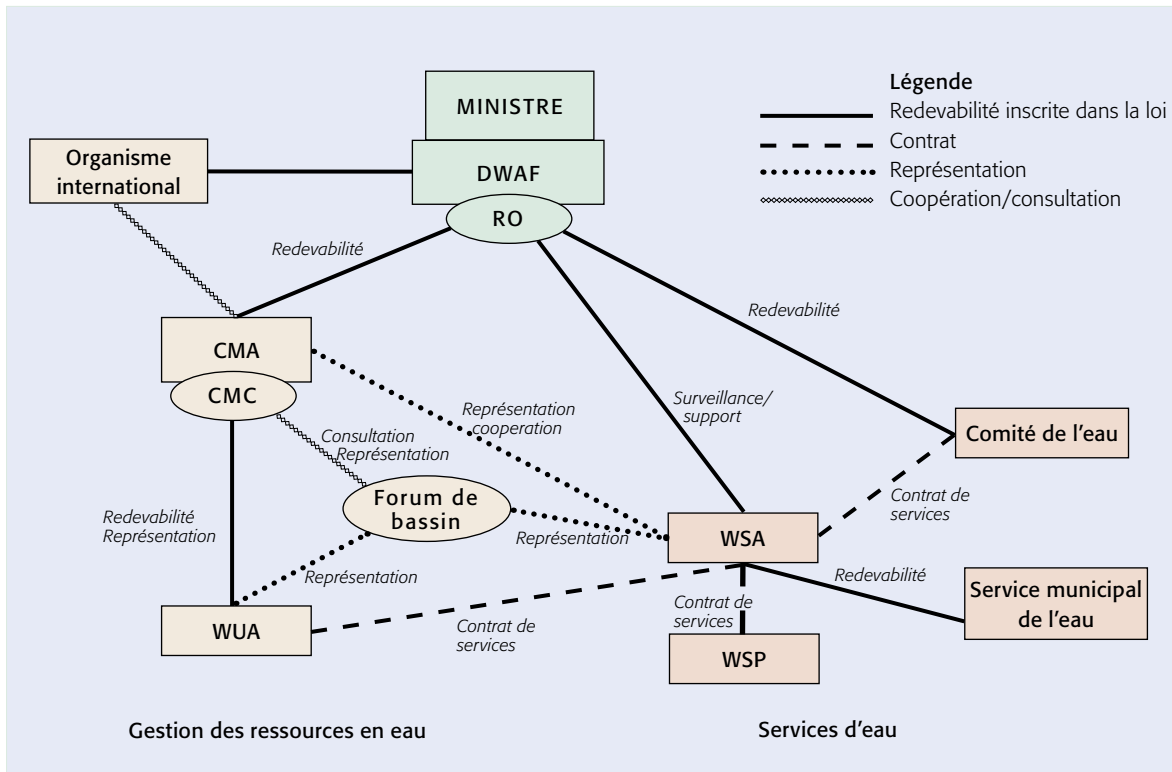 MINISTRE
DWAF
RO
Organisme
international
Légende
Redevabilité inscrite dans la loi
Contrat
Représentation
Coopération/consultation
Redevabilité
Redevabilité
CMA
CMC
Représentation
cooperation
Surveillance/
support
Comité de l'eau
Consultation
Représentation
Forum de
bassin
Contrat de
services
Redevabilité
Représentation
Représentation
WSA
Représentation
Redevabilité
Service municipal
de l'eau
WUA
Contrat de
services
Contrat de
services
WSP
Gestion des ressources en eau
Services d'eau